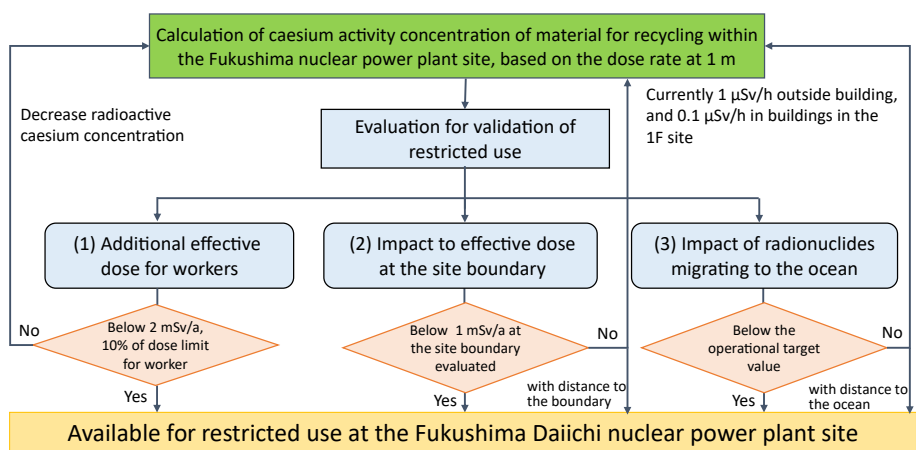 Calculation of caesium activity concentration of material for recycling within
the Fukushima nuclear power plant site, based on the dose rate at 1 m
Decrease radioactive
caesium concentration
Currently 1 µSv/h outside building,
and 0.1 µSv/h in buildings in the
1F site
Evaluation for validation of
restricted use
(1) Additional effective
dose for workers
(2) Impact to effective dose
at the site boundary
(3) Impact of radionuclides
migrating to the ocean
No
Below 2 mSv/a,
10% of dose limit
for worker
Yes
Below 1 mSv/a at
the site boundary
evaluated
No
Yes
with distance to
the boundary
Below the
operational target
value
No
Yes
with distance to
the ocean
Available for restricted use at the Fukushima Daiichi nuclear power plant site